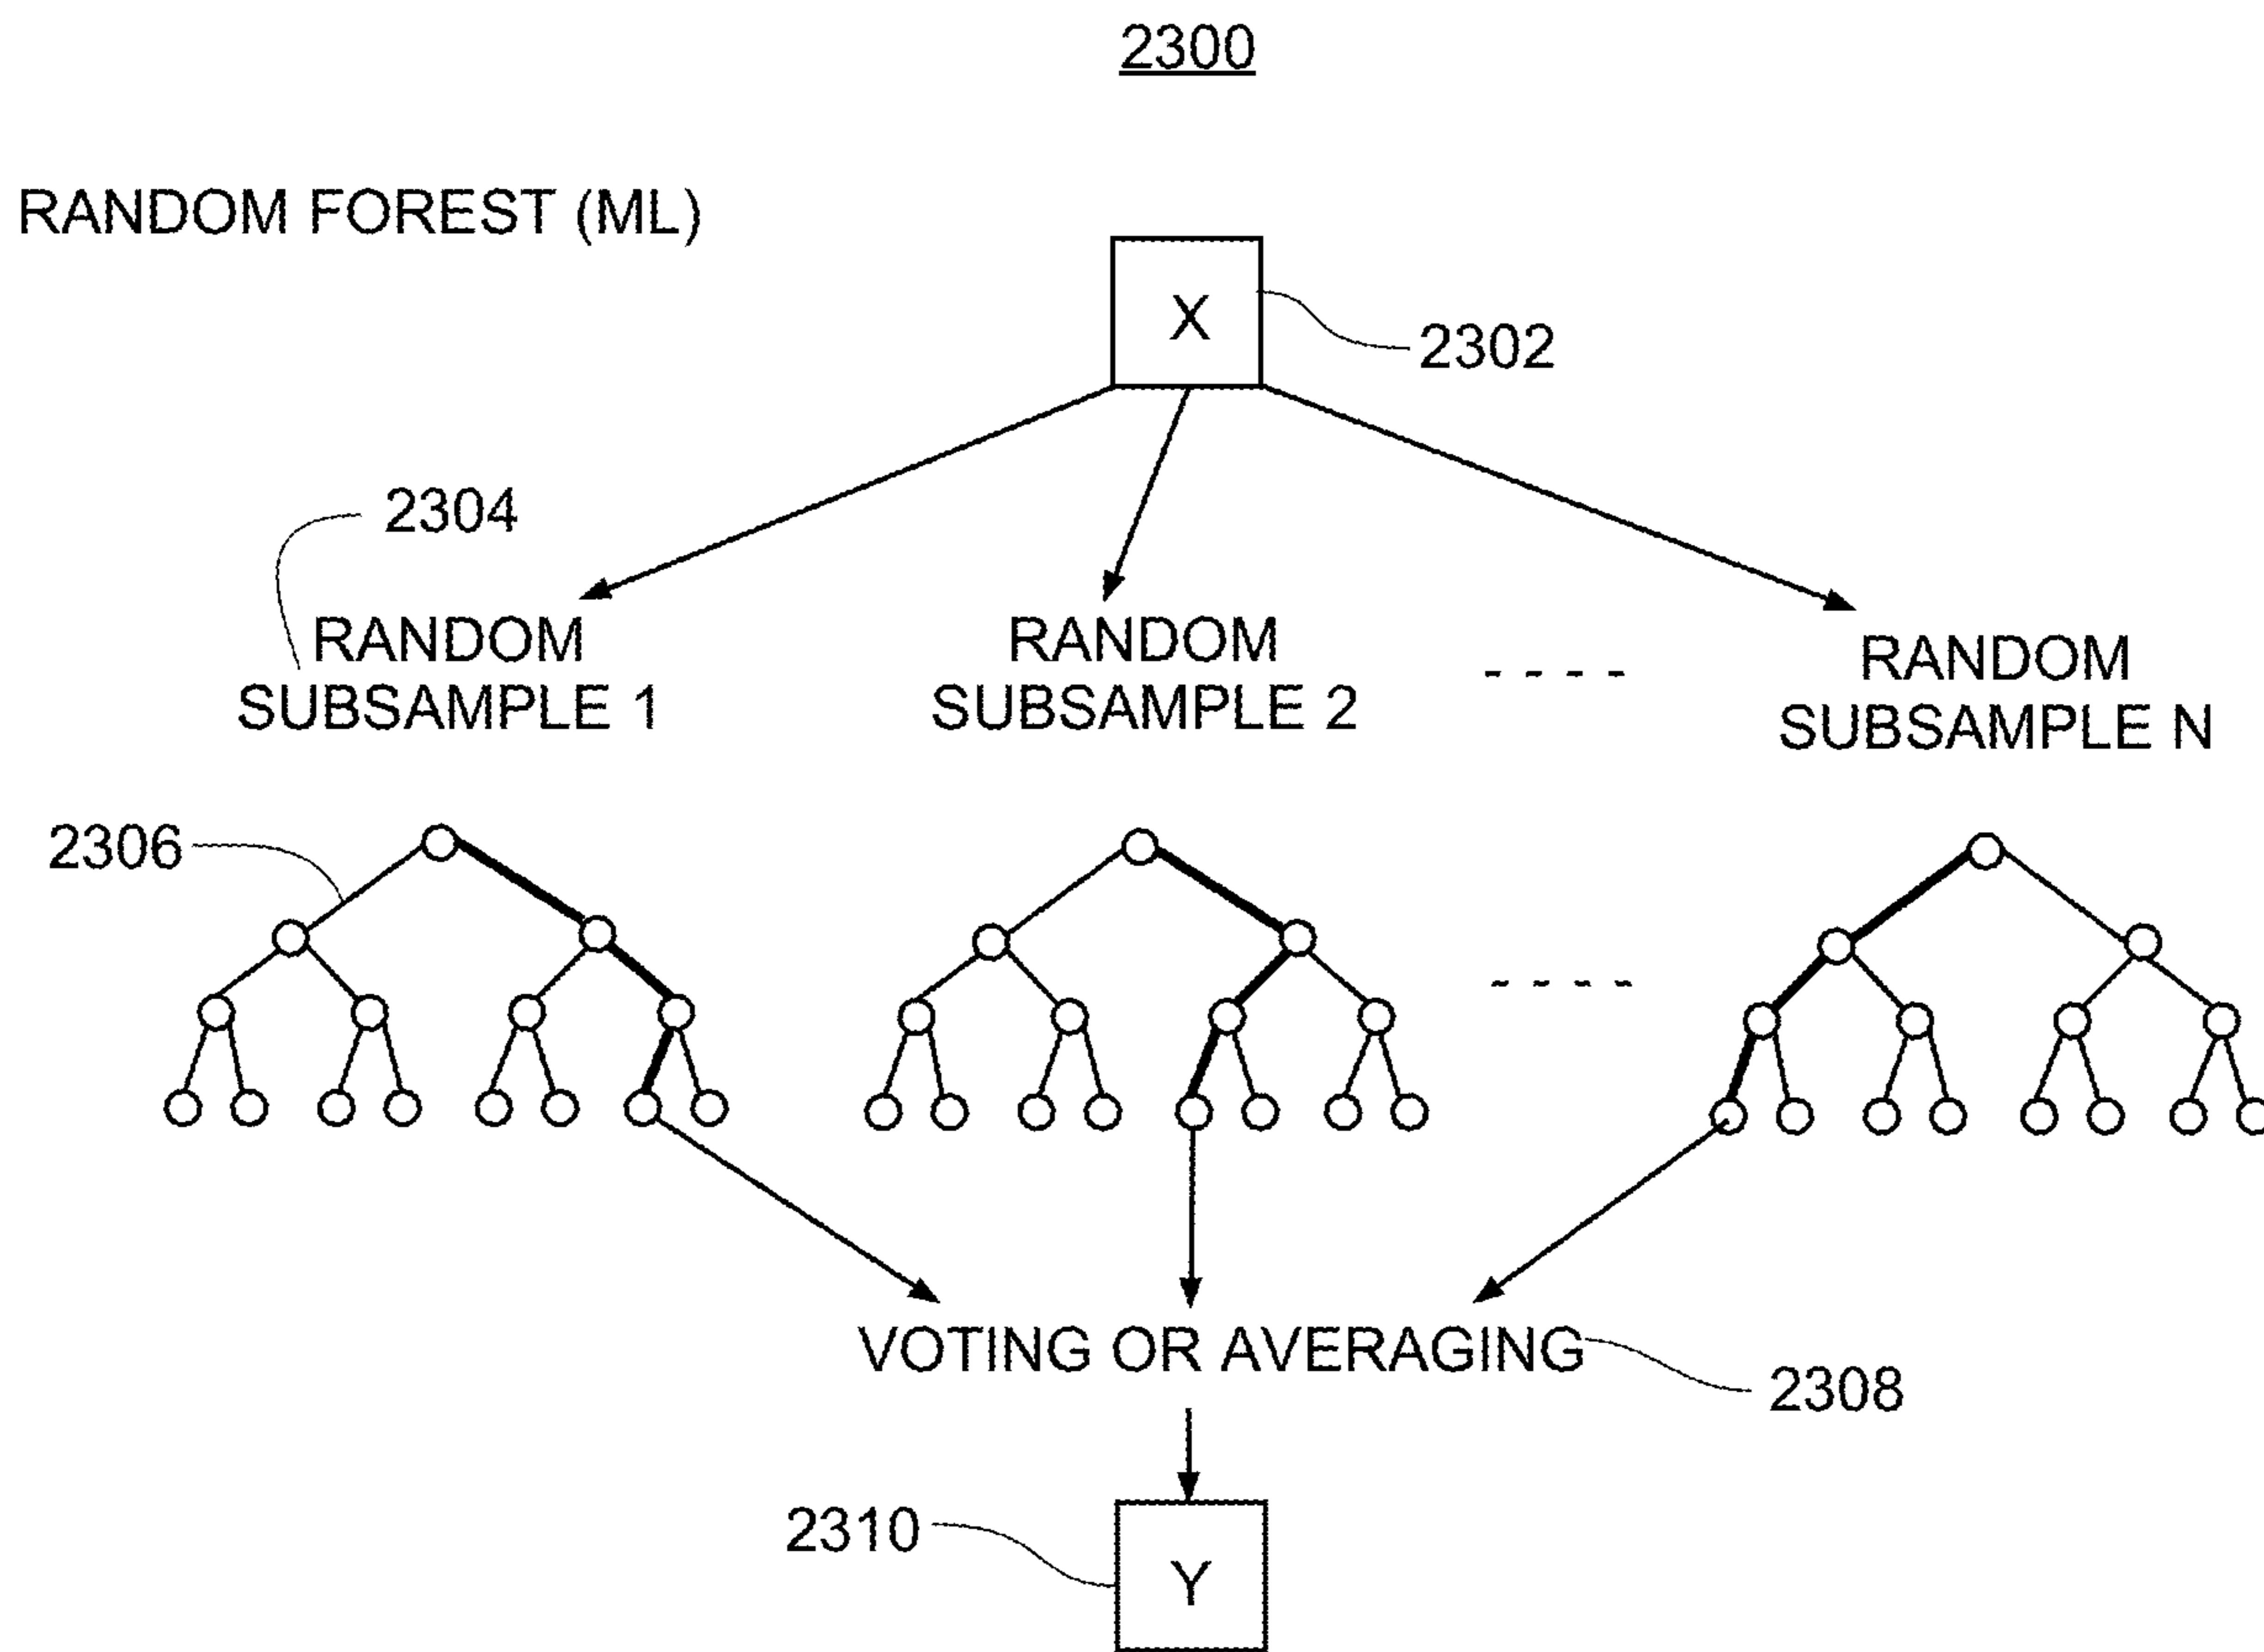 2300
RANDOM FOREST (ML)
X
2302
2304
RANDOM
SUBSAMPLE 1
RANDOM
SUBSAMPLE 2
- - - -
RANDOM
SUBSAMPLE N
2306
- - - -
VOTING OR AVERAGING
2308
2310
Y